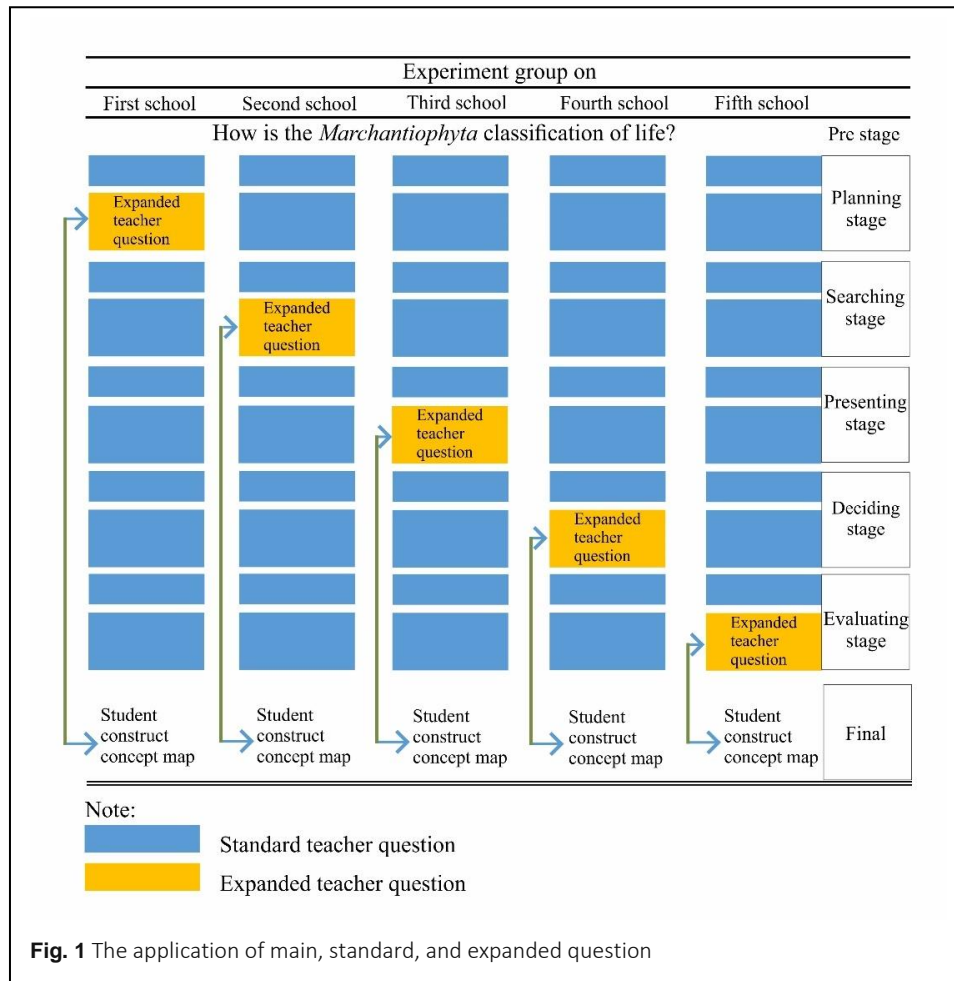 Experiment group on
First school Second school Third school Fourth school Fifth school
How is the Marchantiophyta classification of life? Pre stage
Expanded
teacher
question
Planning
stage
Expanded
teacher
question
Searching
stage
Expanded
teacher
question
Presenting
stage
Expanded
teacher
question
Deciding
stage
Expanded
teacher
question
Evaluating
stage
Student
construct
concept map
Student
construct
concept map
Student
construct
concept map
Student
construct
concept map
Student
construct
concept map
Final
Note:
Standard teacher question
Expanded teacher question
Fig. 1 The application of main, standard, and expanded question